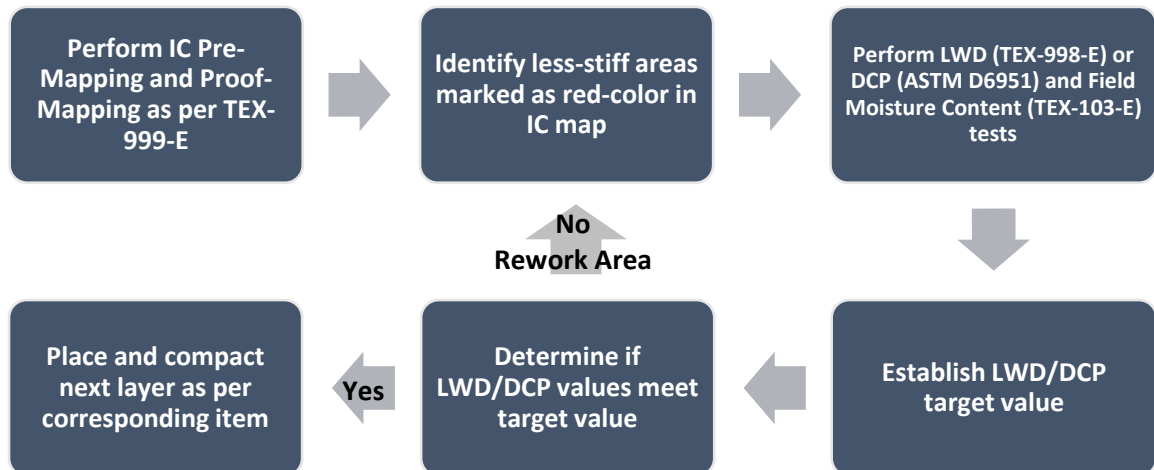 Perform IC Pre-
Mapping and Proof-
Mapping as per TEX-
999-E
Identify less-stiff areas
marked as red-color in
IC map
Perform LWD (TEX-998-E) or
DCP (ASTM D6951) and Field
Moisture Content (TEX-103-E)
tests
No
Rework Area
Place and compact
next layer as per
corresponding item
Yes
Determine if
LWD/DCP values meet
target value
Establish LWD/DCP
target value